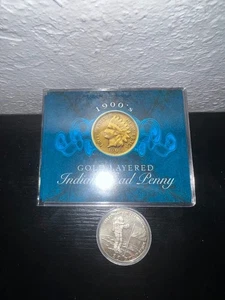 1900's
GOLD LAYERED
Indian Head Penny